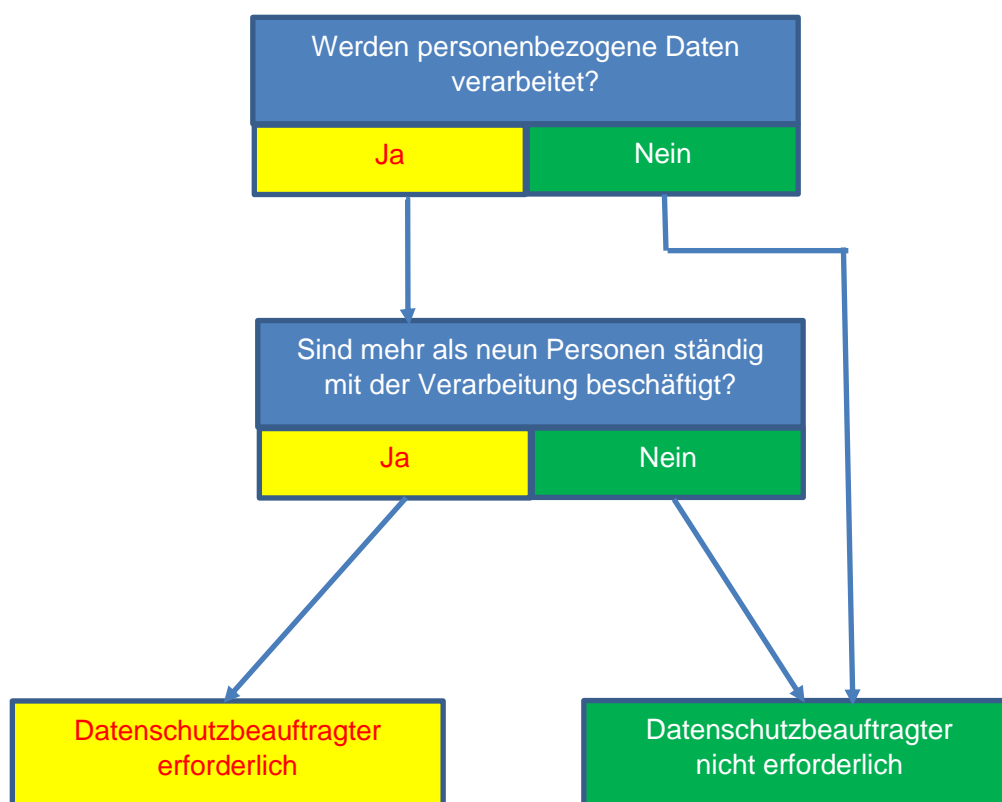 Werden personenbezogene Daten
verarbeitet?
Ja
Nein
Sind mehr als neun Personen ständig
mit der Verarbeitung beschäftigt?
Ja
Nein
Datenschutzbeauftragter
erforderlich
Datenschutzbeauftragter
nicht erforderlich